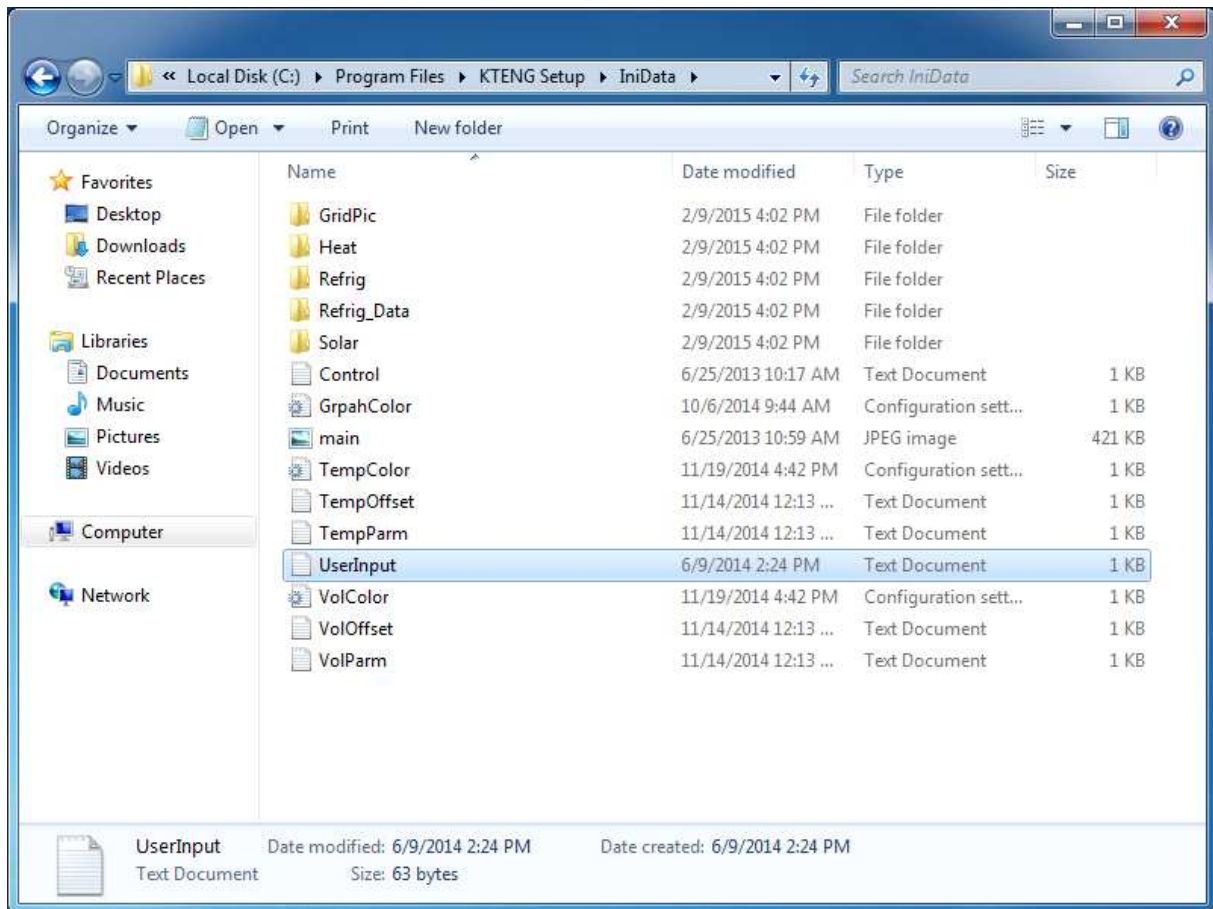 « Local Disk (C:) ▸ Program Files ▸ KTENG Setup ▸ IniData ▸ Search IniData
Organize ▾ Open ▾ Print New folder
Name Date modified Type Size
Favorites
Desktop
Downloads
Recent Places
Libraries
Documents
Music
Pictures
Videos
Computer
Network
GridPic 2/9/2015 4:02 PM File folder
Heat 2/9/2015 4:02 PM File folder
Refrig 2/9/2015 4:02 PM File folder
Refrig_Data 2/9/2015 4:02 PM File folder
Solar 2/9/2015 4:02 PM File folder
Control 6/25/2013 10:17 AM Text Document 1 KB
GrpahColor 10/6/2014 9:44 AM Configuration sett... 1 KB
main 6/25/2013 10:59 AM JPEG image 421 KB
TempColor 11/19/2014 4:42 PM Configuration sett... 1 KB
TempOffset 11/14/2014 12:13 ... Text Document 1 KB
TempParm 11/14/2014 12:13 ... Text Document 1 KB
UserInput 6/9/2014 2:24 PM Text Document 1 KB
VolColor 11/19/2014 4:42 PM Configuration sett... 1 KB
VolOffset 11/14/2014 12:13 ... Text Document 1 KB
VolParm 11/14/2014 12:13 ... Text Document 1 KB
UserInput Date modified: 6/9/2014 2:24 PM Date created: 6/9/2014 2:24 PM
Text Document Size: 63 bytes